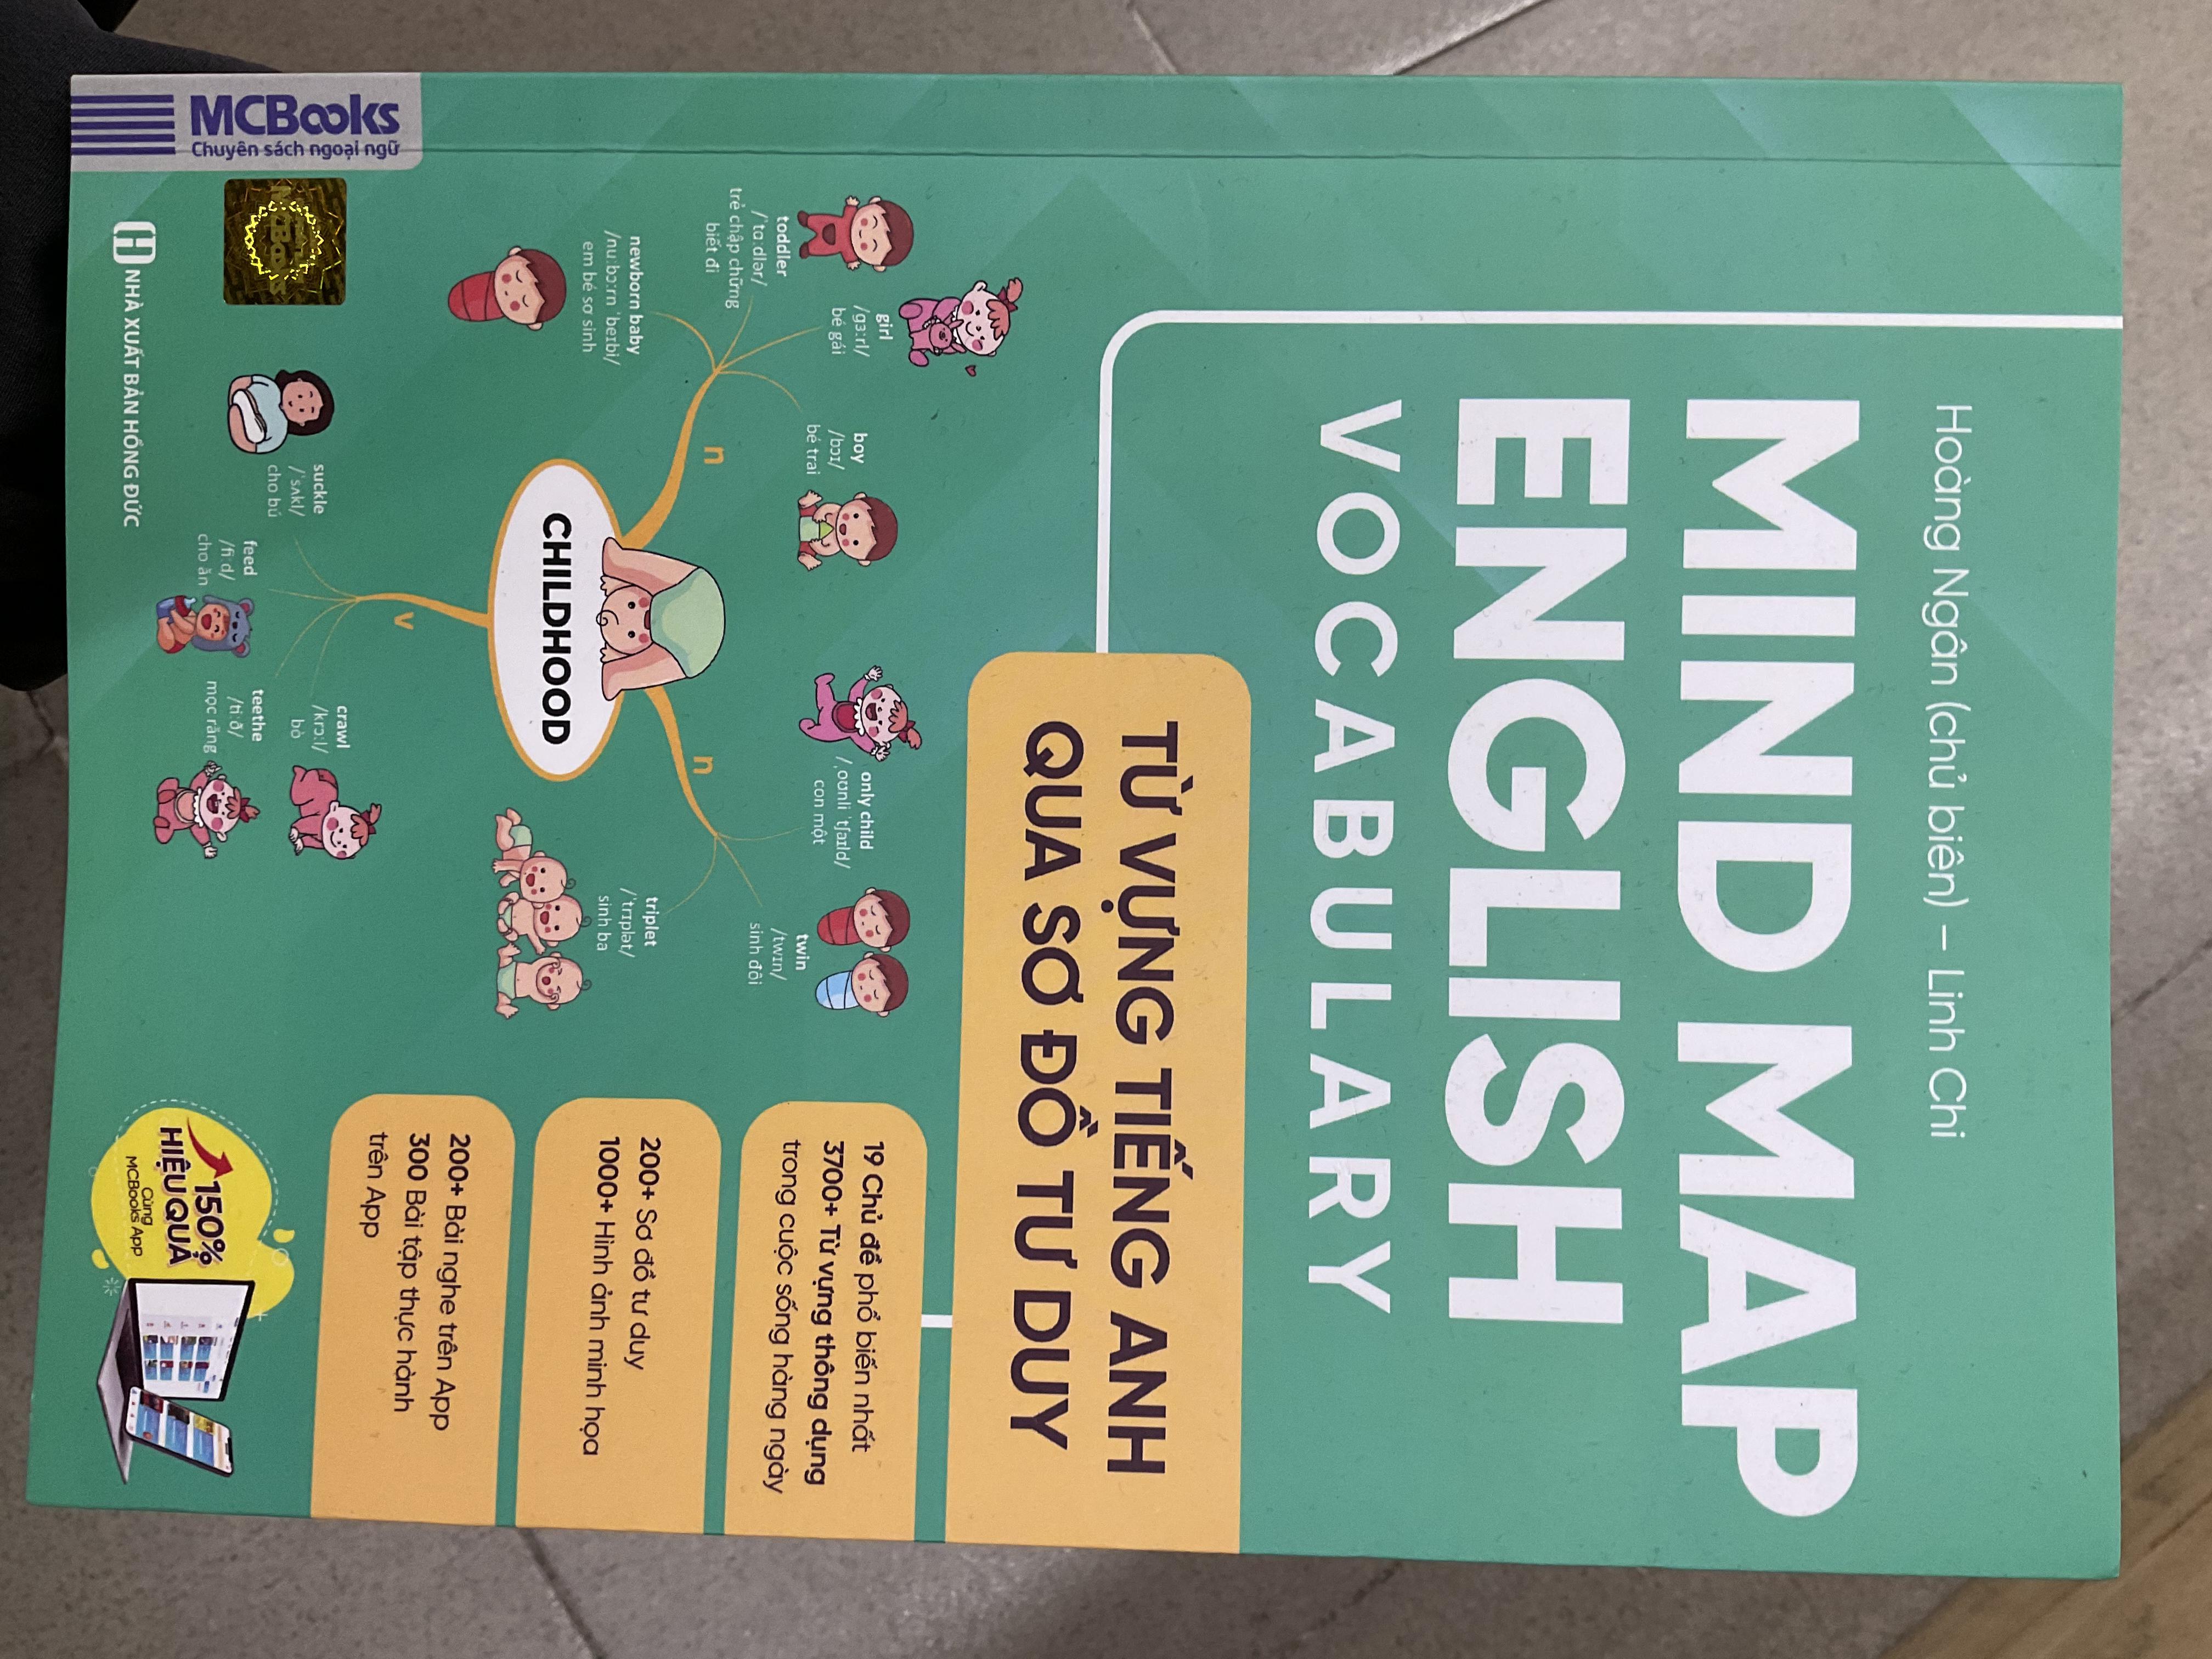 Hoàng Ngân (chủ biên) – Linh Chi
MIND MAP
ENGLISH
VOCABULARY
TỪ VỰNG TIẾNG ANH
QUA SƠ ĐỒ TƯ DUY
19 Chủ đề phổ biến nhất
3700+ Từ vựng thông dụng
trong cuộc sống hàng ngày
200+ Sơ đồ tư duy
1000+ Hình ảnh minh họa
200+ Bài nghe trên App
300 Bài tập thực hành
trên App
girl
/gɜːrl/
bé gái
boy
/bɔɪ/
bé trai
toddler
/ˈtɑːdlər/
trẻ chập chững
biết đi
newborn baby
/nuːbɔːrn ˈbeɪbi/
em bé sơ sinh
n
only child
/ˌoʊnli ˈtʃaɪld/
con một
twin
/twɪn/
sinh đôi
n
triplet
/ˈtrɪplət/
sinh ba
CHILDHOOD
v
suckle
/ˈsʌkl/
cho bú
feed
/fiːd/
cho ăn
crawl
/krɔːl/
bò
teethe
/tiːð/
mọc răng
MCBooks
Chuyên sách ngoại ngữ
MCBooks
NHÀ XUẤT BẢN HỒNG ĐỨC
150%
HIỆU QUẢ
Cùng
MCBooks App